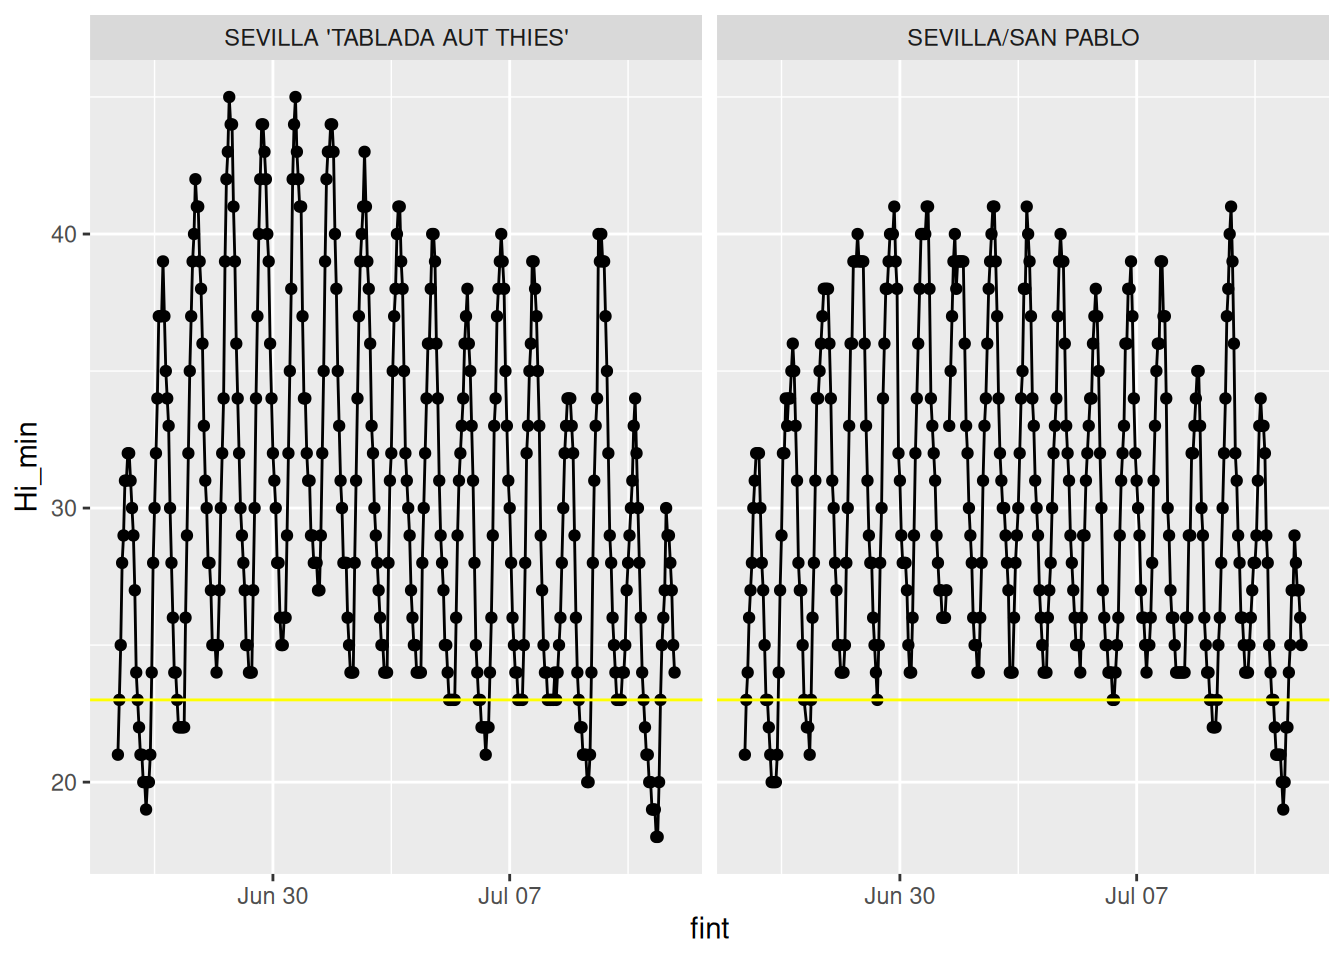 SEVILLA 'TABLADA AUT THIES'
SEVILLA/SAN PABLO
40
30
20
Hi_min
Jun 30
Jul 07
Jun 30
Jul 07
fint